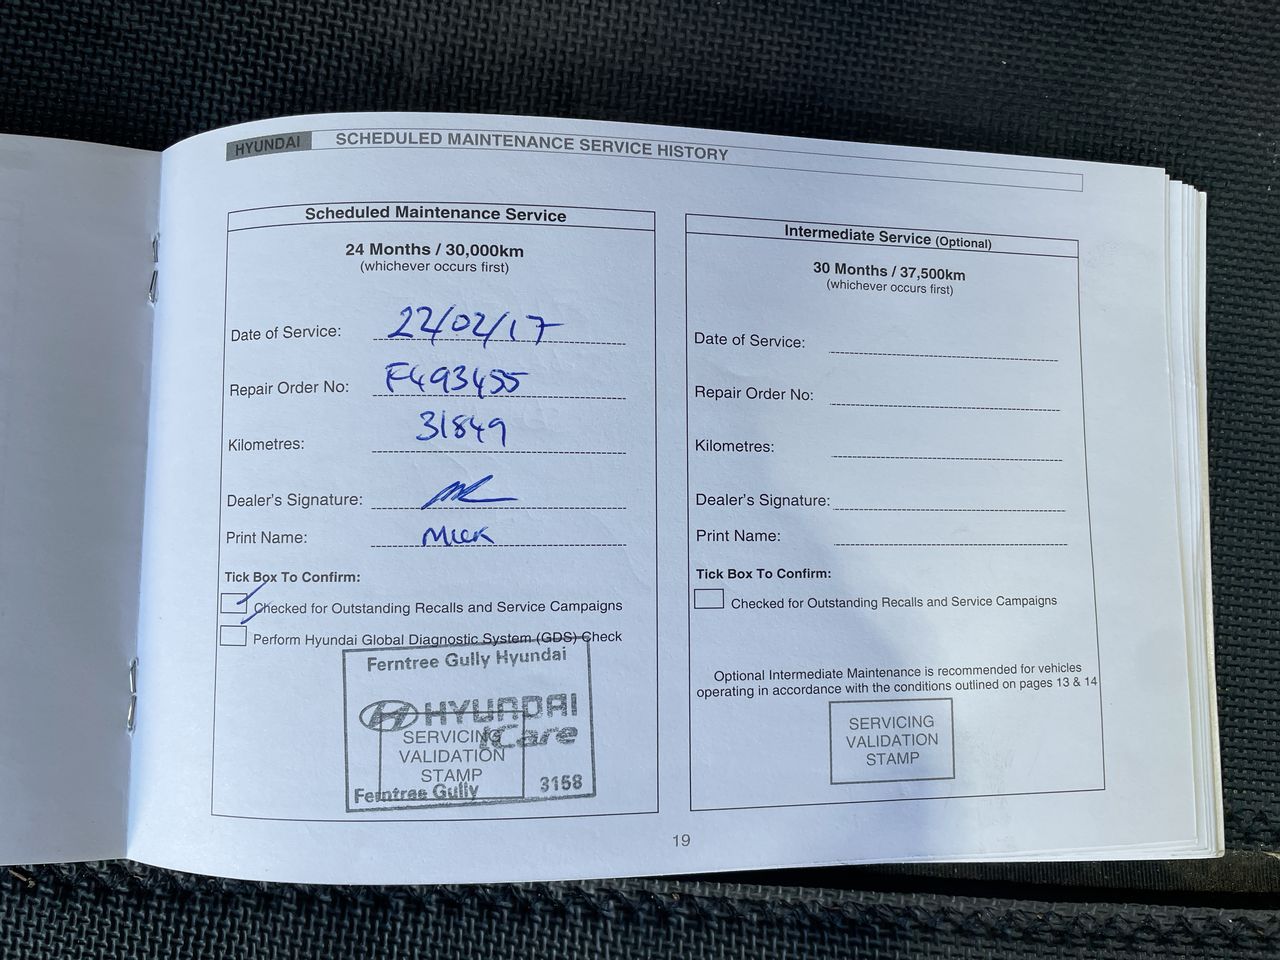 HYUNDAI SCHEDULED MAINTENANCE SERVICE HISTORY
Scheduled Maintenance Service
24 Months / 30,000km
(whichever occurs first)
Date of Service: 22/02/17
Repair Order No: F493455
Kilometres: 31849
Dealer's Signature:
Print Name: Mick
Tick Box To Confirm:
Checked for Outstanding Recalls and Service Campaigns
Perform Hyundai Global Diagnostic System (GDS) Check
Ferntree Gully Hyundai
HYUNDAI
iCare
SERVICING
VALIDATION
STAMP
Ferntree Gully 3158
Intermediate Service (Optional)
30 Months / 37,500km
(whichever occurs first)
Date of Service:
Repair Order No:
Kilometres:
Dealer's Signature:
Print Name:
Tick Box To Confirm:
Checked for Outstanding Recalls and Service Campaigns
Optional Intermediate Maintenance is recommended for vehicles
operating in accordance with the conditions outlined on pages 13 & 14
SERVICING
VALIDATION
STAMP
19